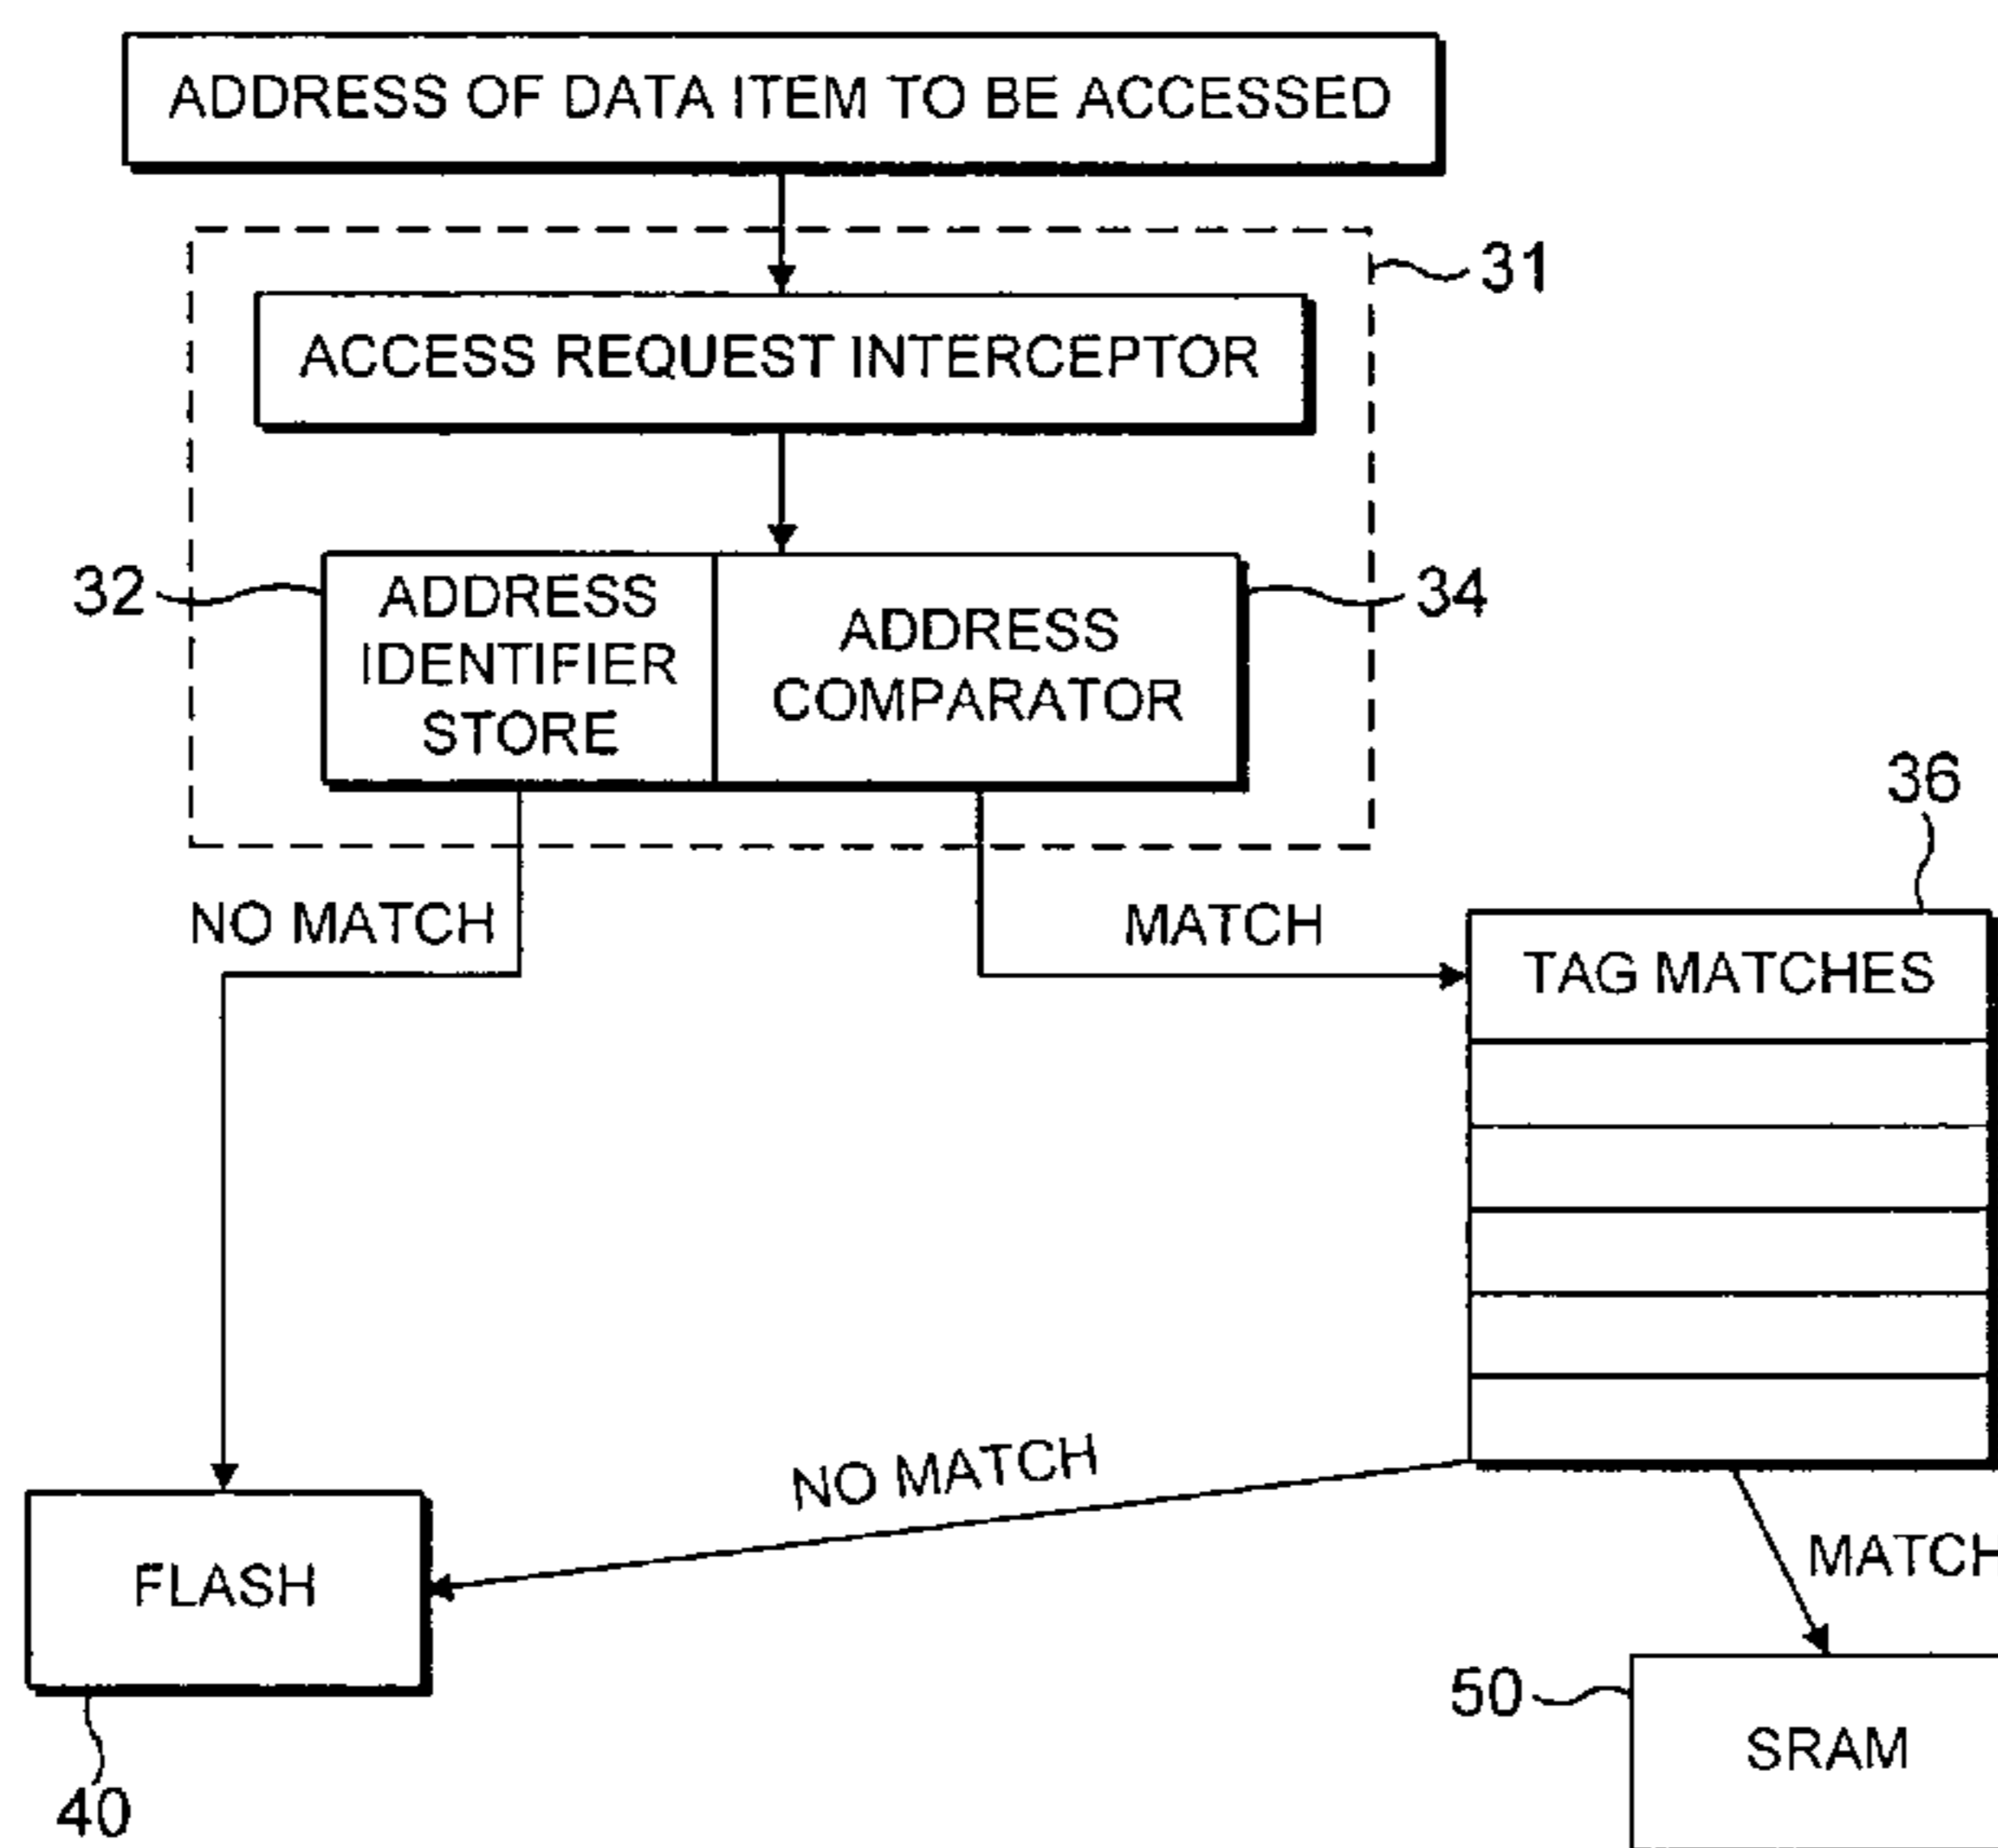 ADDRESS OF DATA ITEM TO BE ACCESSED
31
ACCESS REQUEST INTERCEPTOR
32
ADDRESS
IDENTIFIER
STORE
ADDRESS
COMPARATOR
34
36
NO MATCH
MATCH
TAG MATCHES
NO MATCH
MATCH
FLASH
50
SRAM
40